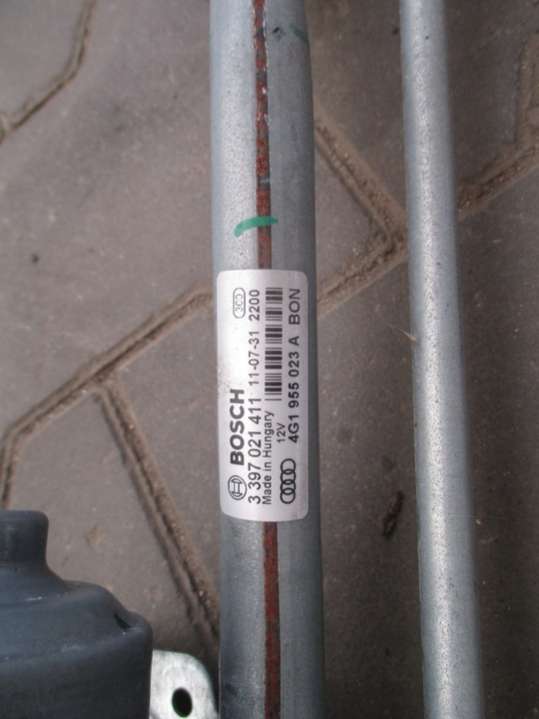 BOSCH
3 397 021 411 11-07-31 2200
Made in Hungary
12V
4G1 955 023 A BON